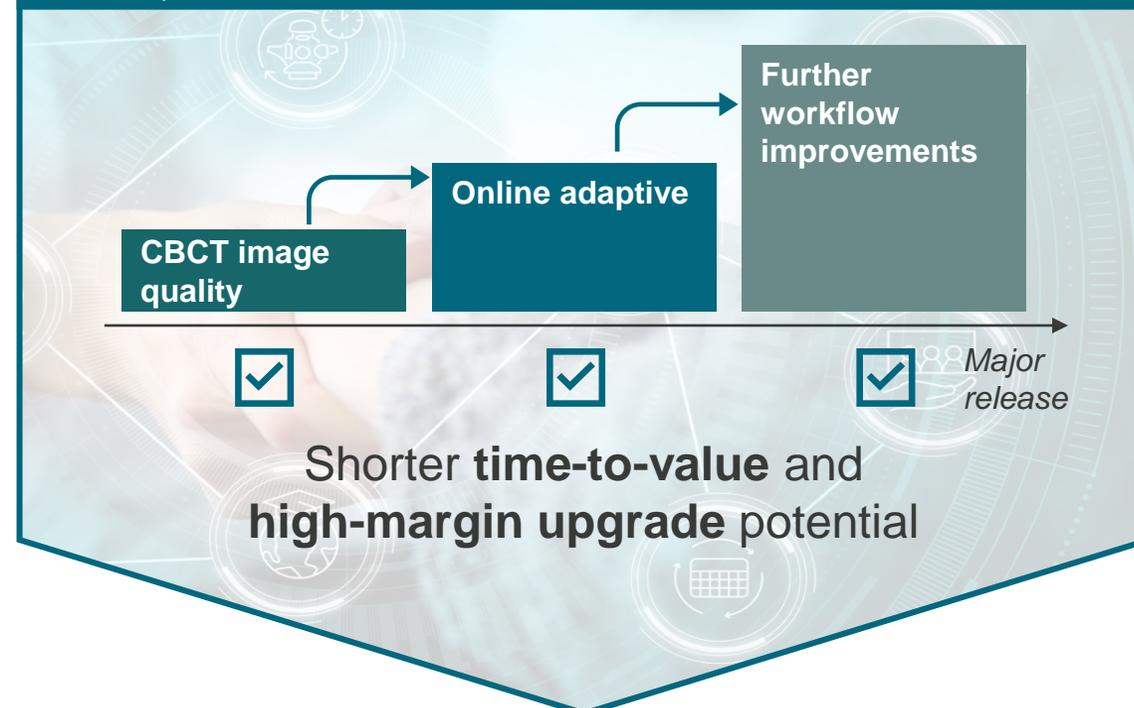 Further
workflow
improvements
Online adaptive
CBCT image
quality
Major
release
Shorter time-to-value and
high-margin upgrade potential